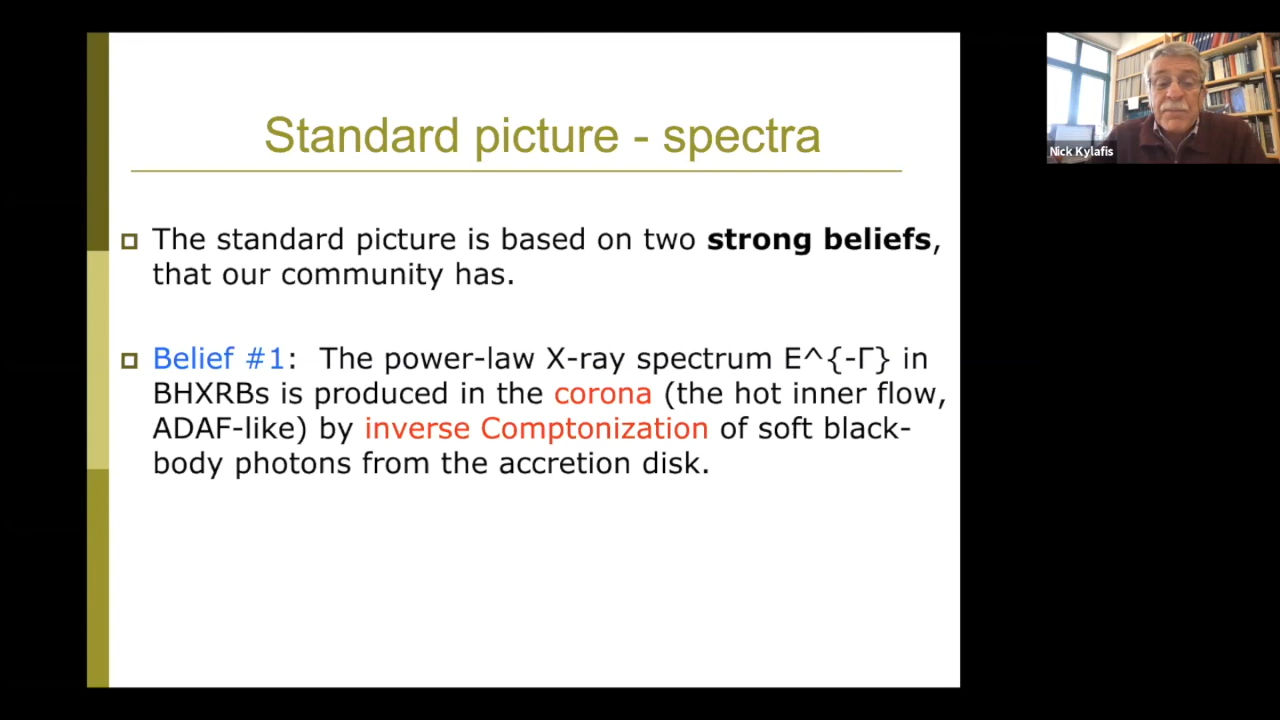 Standard picture - spectra
The standard picture is based on two strong beliefs,
that our community has.
Belief #1: The power-law X-ray spectrum E^{-Γ} in
BHXRBs is produced in the corona (the hot inner flow,
ADAF-like) by inverse Comptonization of soft black-
body photons from the accretion disk.
Nick Kylafis